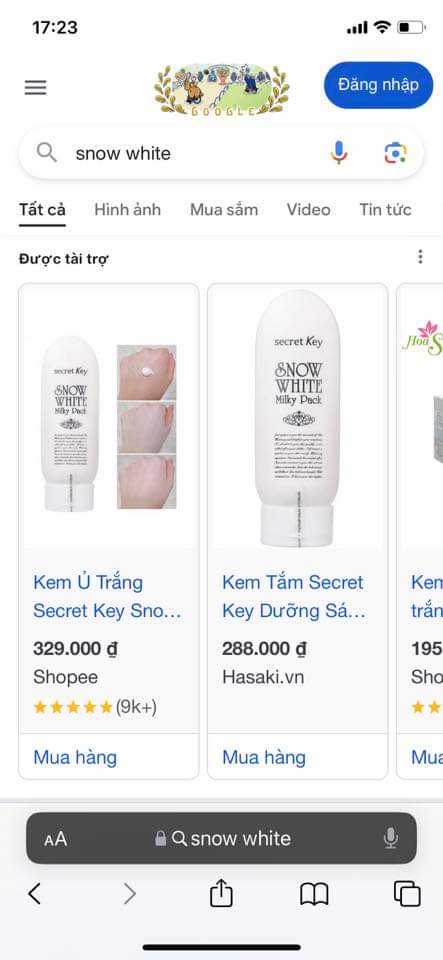 17:23
GOOGLE
Đăng nhập
snow white
Tất cả
Hình ảnh
Mua sắm
Video
Tin tức
Được tài trợ
secret Key
SNOW
WHITE
Milky Pack
Kem Ủ Trắng
Secret Key Sno...
329.000 ₫
Shopee
(9k+)
Mua hàng
secret Key
SNOW
WHITE
Milky Pack
Kem Tắm Secret
Key Dưỡng Sá...
288.000 ₫
Hasaki.vn
Mua hàng
Hoa
S
Kem
trắn
195
Sho
Mua
AA
snow white